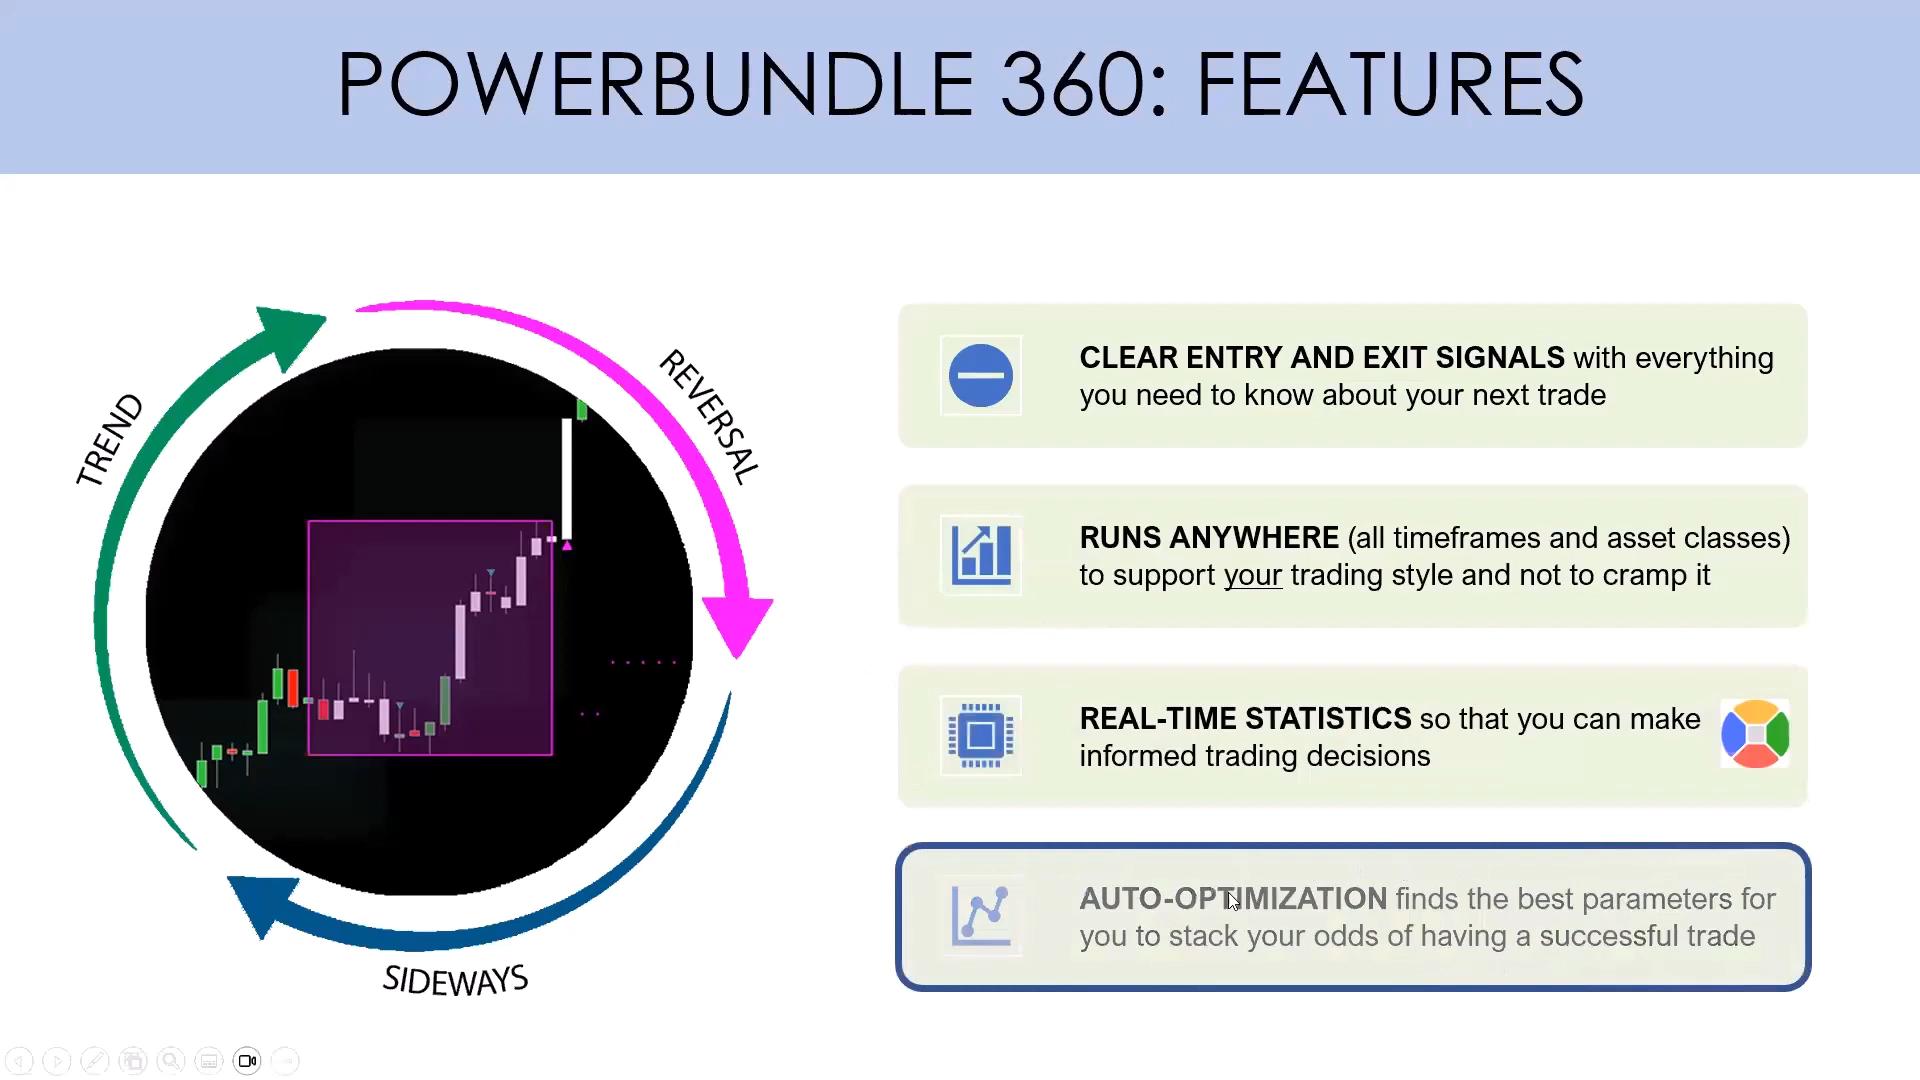 POWERBUNDLE 360: FEATURES
TREND
REVERSAL
SIDEWAYS
CLEAR ENTRY AND EXIT SIGNALS with everything
you need to know about your next trade
RUNS ANYWHERE (all timeframes and asset classes)
to support your trading style and not to cramp it
REAL-TIME STATISTICS so that you can make
informed trading decisions
AUTO-OPTIMIZATION finds the best parameters for
you to stack your odds of having a successful trade